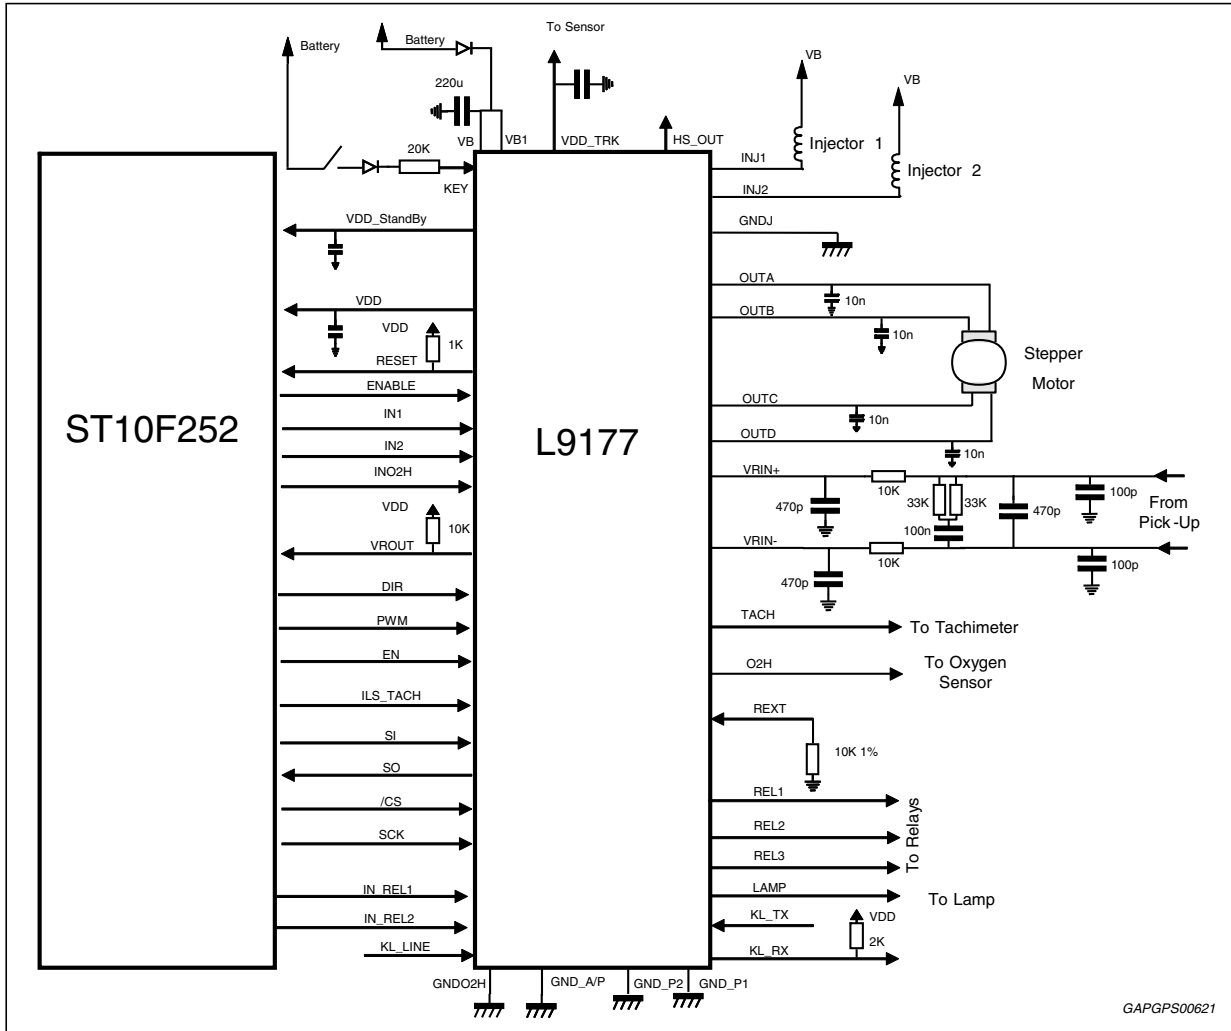 Battery
Battery
To Sensor
220u
VB
VB1
VDD_TRK
HS_OUT
VB
VB
20K
KEY
INJ1
Injector 1
INJ2
Injector 2
VDD_StandBy
GNDJ
OUTA
10n
OUTB
10n
VDD
VDD
1K
RESET
Stepper
Motor
ENABLE
OUTC
10n
ST10F252
L9177
IN1
OUTD
10n
IN2
INO2H
VRIN+
10K
33K
33K
470p
470p
100p
From
Pick-Up
100n
VDD
10K
VROUT
VRIN-
10K
470p
100p
DIR
PWM
TACH
To Tachimeter
EN
O2H
To Oxygen
Sensor
ILS_TACH
REXT
10K 1%
SI
SO
/CS
REL1
SCK
REL2
REL3
To Relays
IN_REL1
LAMP
To Lamp
IN_REL2
KL_TX
VDD
2K
KL_LINE
KL_RX
GNDO2H
GND_A/P
GND_P2
GND_P1
GAPGPS00621